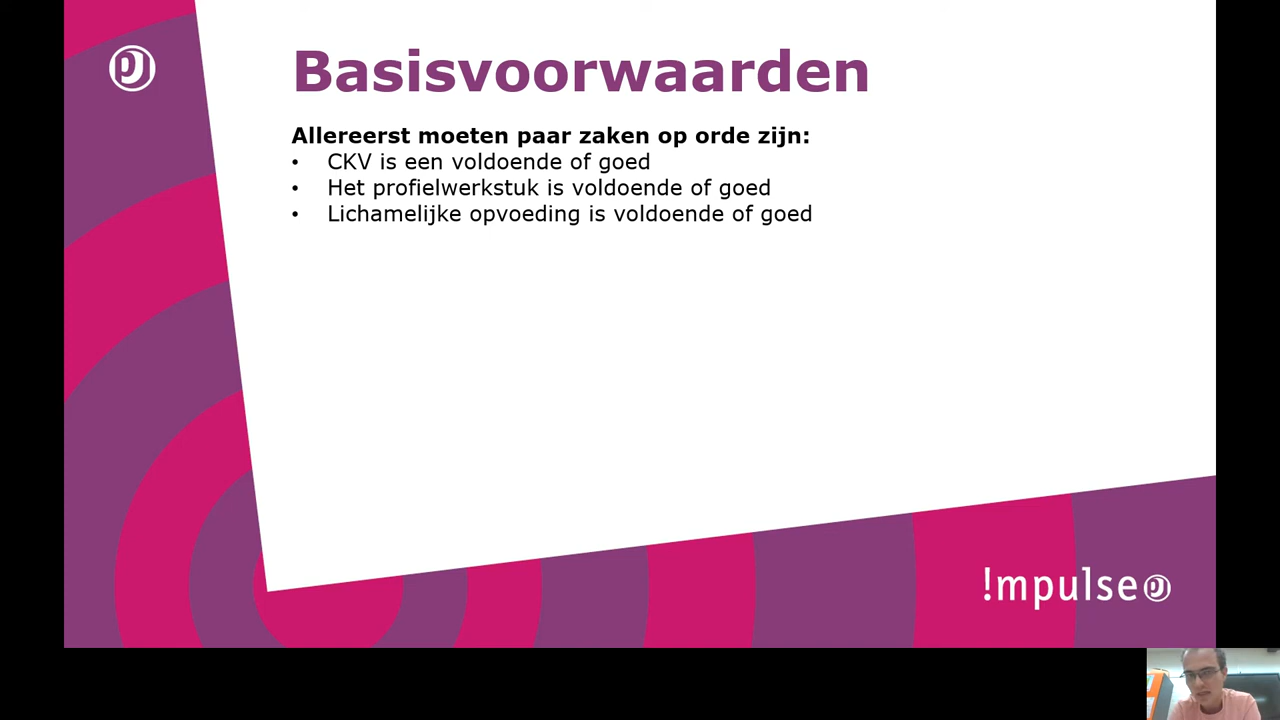 Basisvoorwaarden
Allereerst moeten paar zaken op orde zijn:
• CKV is een voldoende of goed
• Het profielwerkstuk is voldoende of goed
• Lichamelijke opvoeding is voldoende of goed
!mpulse